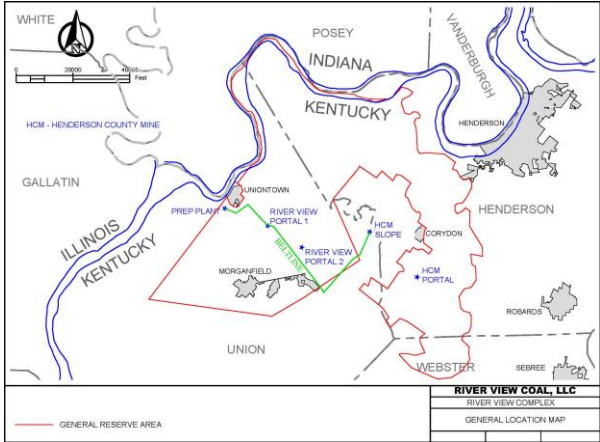 WHITE
POSEY
VANDERBURGH
INDIANA
0 20000 40000
Feet
KENTUCKY
HCM - HENDERSON COUNTY MINE
HENDERSON
GALLATIN
UNIONTOWN
PREP PLANT
RIVER VIEW
PORTAL 1
HCM
SLOPE
HENDERSON
ILLINOIS
KENTUCKY
BELTLINE
RIVER VIEW
PORTAL 2
CORYDON
MORGANFIELD
HCM
PORTAL
ROBARDS
UNION
WEBSTER
SEBREE
RIVER VIEW COAL, LLC
RIVER VIEW COMPLEX
GENERAL LOCATION MAP
GENERAL RESERVE AREA